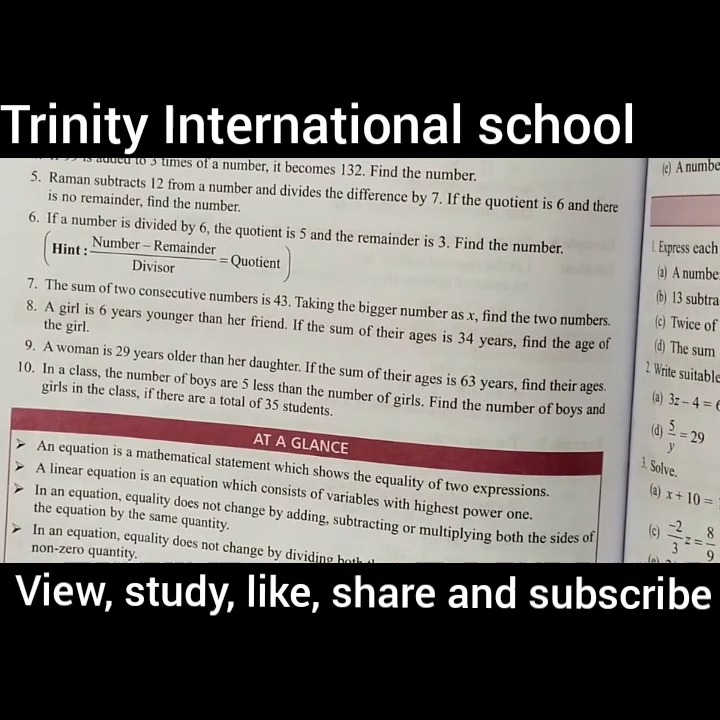 Trinity International school
is added to 3 times of a number, it becomes 132. Find the number.
5. Raman subtracts 12 from a number and divides the difference by 7. If the quotient is 6 and there
is no remainder, find the number.
6. If a number is divided by 6, the quotient is 5 and the remainder is 3. Find the number.
(Hint : Number – Remainder / Divisor = Quotient)
7. The sum of two consecutive numbers is 43. Taking the bigger number as x, find the two numbers.
8. A girl is 6 years younger than her friend. If the sum of their ages is 34 years, find the age of
the girl.
9. A woman is 29 years older than her daughter. If the sum of their ages is 63 years, find their ages.
10. In a class, the number of boys are 5 less than the number of girls. Find the number of boys and
girls in the class, if there are a total of 35 students.
AT A GLANCE
➤ An equation is a mathematical statement which shows the equality of two expressions.
➤ A linear equation is an equation which consists of variables with highest power one.
➤ In an equation, equality does not change by adding, subtracting or multiplying both the sides of
the equation by the same quantity.
➤ In an equation, equality does not change by dividing both
non-zero quantity.
(e) A numbe
1. Express each
(a) A numbe
(b) 13 subtra
(c) Twice of
(d) The sum
2. Write suitable
(a) 3z – 4 = 6
(d) 5/y = 29
3. Solve.
(a) x + 10 =
(c) –2/3 z = 8/9
View, study, like, share and subscribe